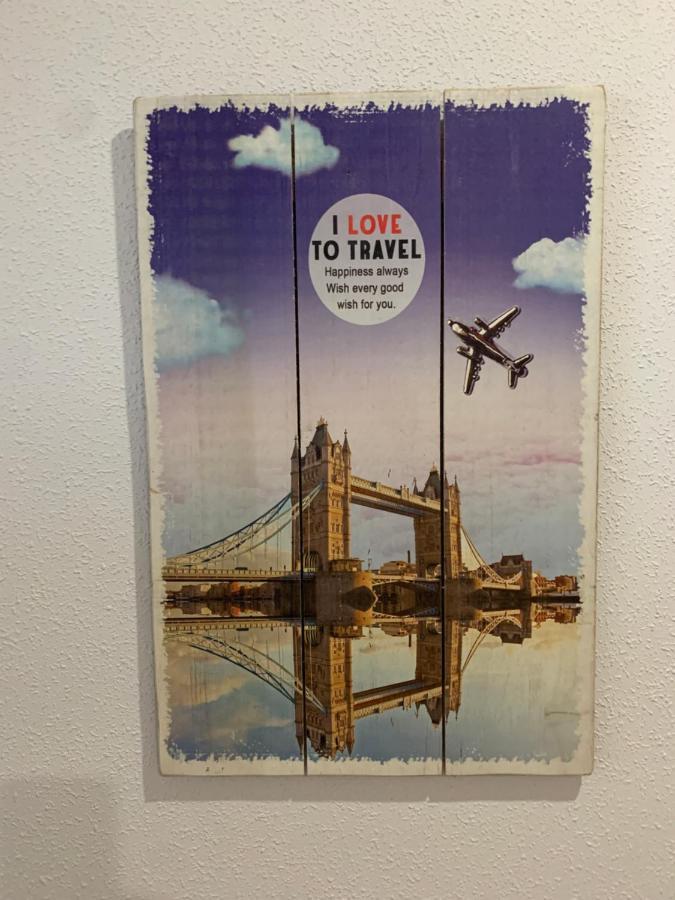 I LOVE
TO TRAVEL
Happiness always
Wish every good
wish for you.